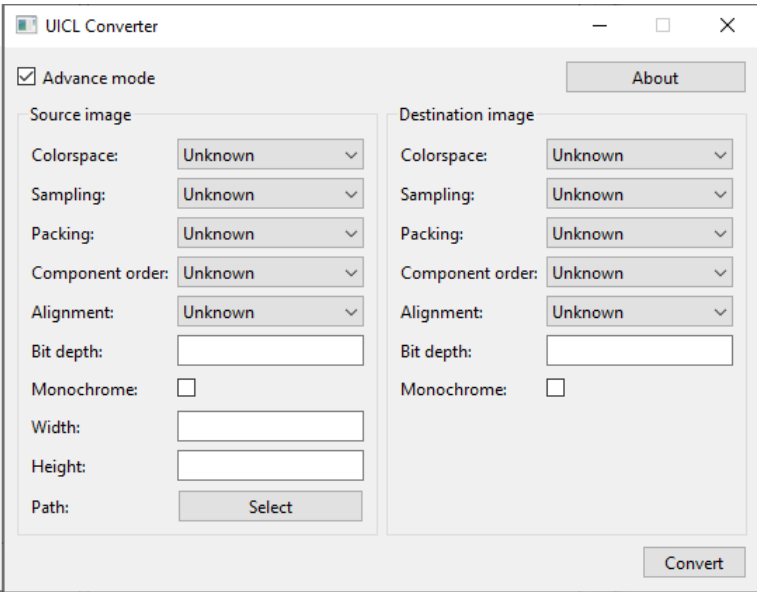 UICL Converter
Advance mode
About
Source image
Colorspace: Unknown
Sampling: Unknown
Packing: Unknown
Component order: Unknown
Alignment: Unknown
Bit depth:
Monochrome:
Width:
Height:
Path: Select
Destination image
Colorspace: Unknown
Sampling: Unknown
Packing: Unknown
Component order: Unknown
Alignment: Unknown
Bit depth:
Monochrome:
Convert